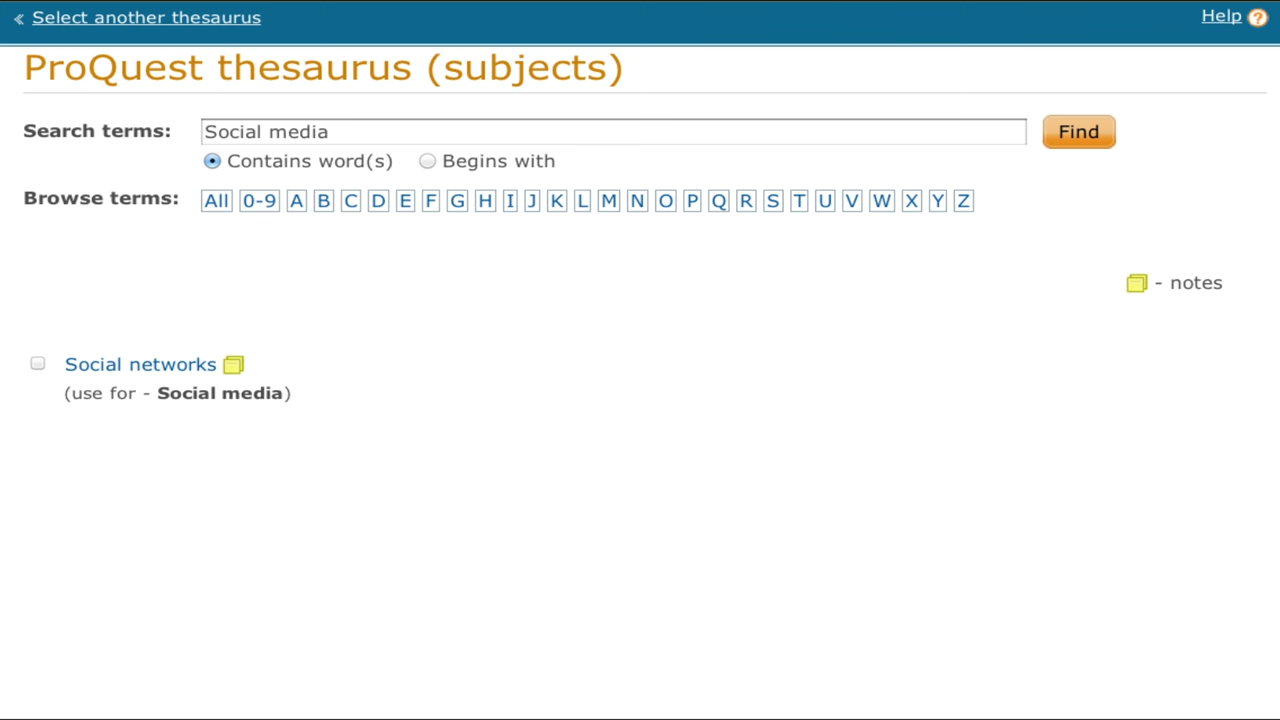 « Select another thesaurus
Help ?
ProQuest thesaurus (subjects)
Search terms: Social media Find
Contains word(s) Begins with
Browse terms: All 0-9 A B C D E F G H I J K L M N O P Q R S T U V W X Y Z
- notes
Social networks
(use for - Social media)